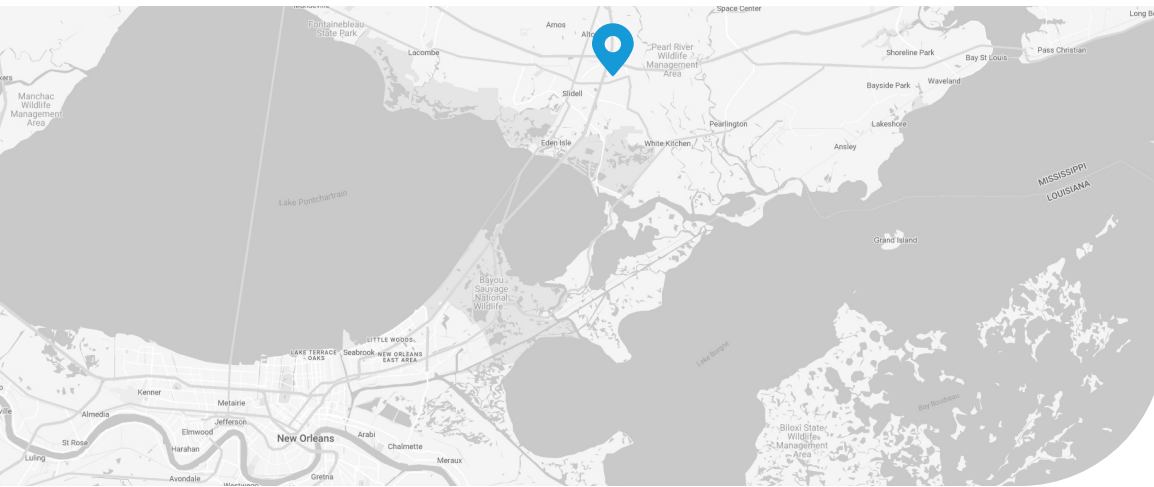 Space Center
Long B
Amos
Fontainebleau
State Park
Alto
Lacombe
Pearl River
Wildlife
Management
Area
Shoreline Park
Pass Christian
Bay St Louis
Waveland
Bayside Park
Manchac
Wildlife
Management
Area
Slidell
Pearlington
Lakeshore
Eden Isle
White Kitchen
Ansley
MISSISSIPPI
LOUISIANA
Lake Pontchartrain
Grand Island
Bayou
Sauvage
National
Wildlife...
LITTLE WOODS
LAKE TERRACE
- OAKS
Seabrook
NEW ORLEANS
EAST AREA
Lake Borgne
Kenner
Metairie
Bay Boudreau
Almedia
Jefferson
Elmwood
New Orleans
Arabi
Biloxi State
Wildlife
Management
Area
St Rose
Harahan
Chalmette
Luling
Meraux
Avondale
Gretna
Westwego